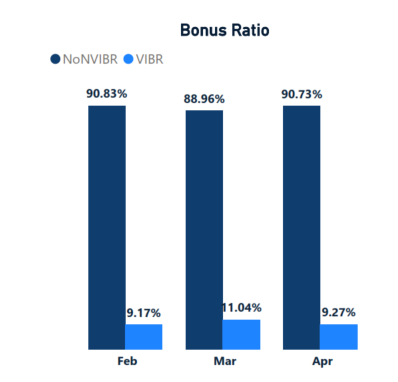 Bonus Ratio
NoNVIBR VIBR
90.83% 88.96% 90.73%
9.17% 11.04% 9.27%
Feb Mar Apr